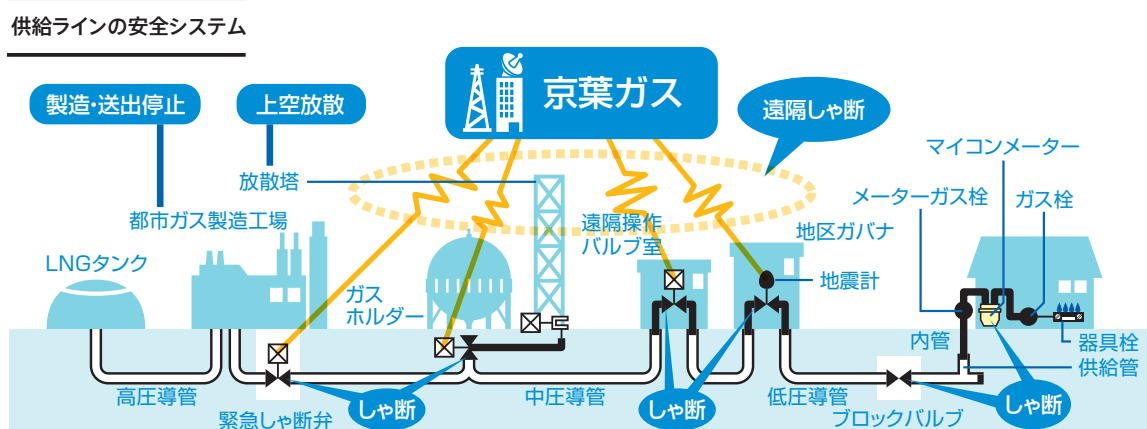 供給ラインの安全システム
京葉ガス
製造・送出停止
上空放散
遠隔しゃ断
マイコンメーター
メーターガス栓
ガス栓
放散塔
都市ガス製造工場
遠隔操作
バルブ室
地区ガバナ
LNGタンク
ガス
ホルダー
地震計
内管
器具栓
供給管
高圧導管
緊急しゃ断弁
しゃ断
中圧導管
しゃ断
低圧導管
ブロックバルブ
しゃ断